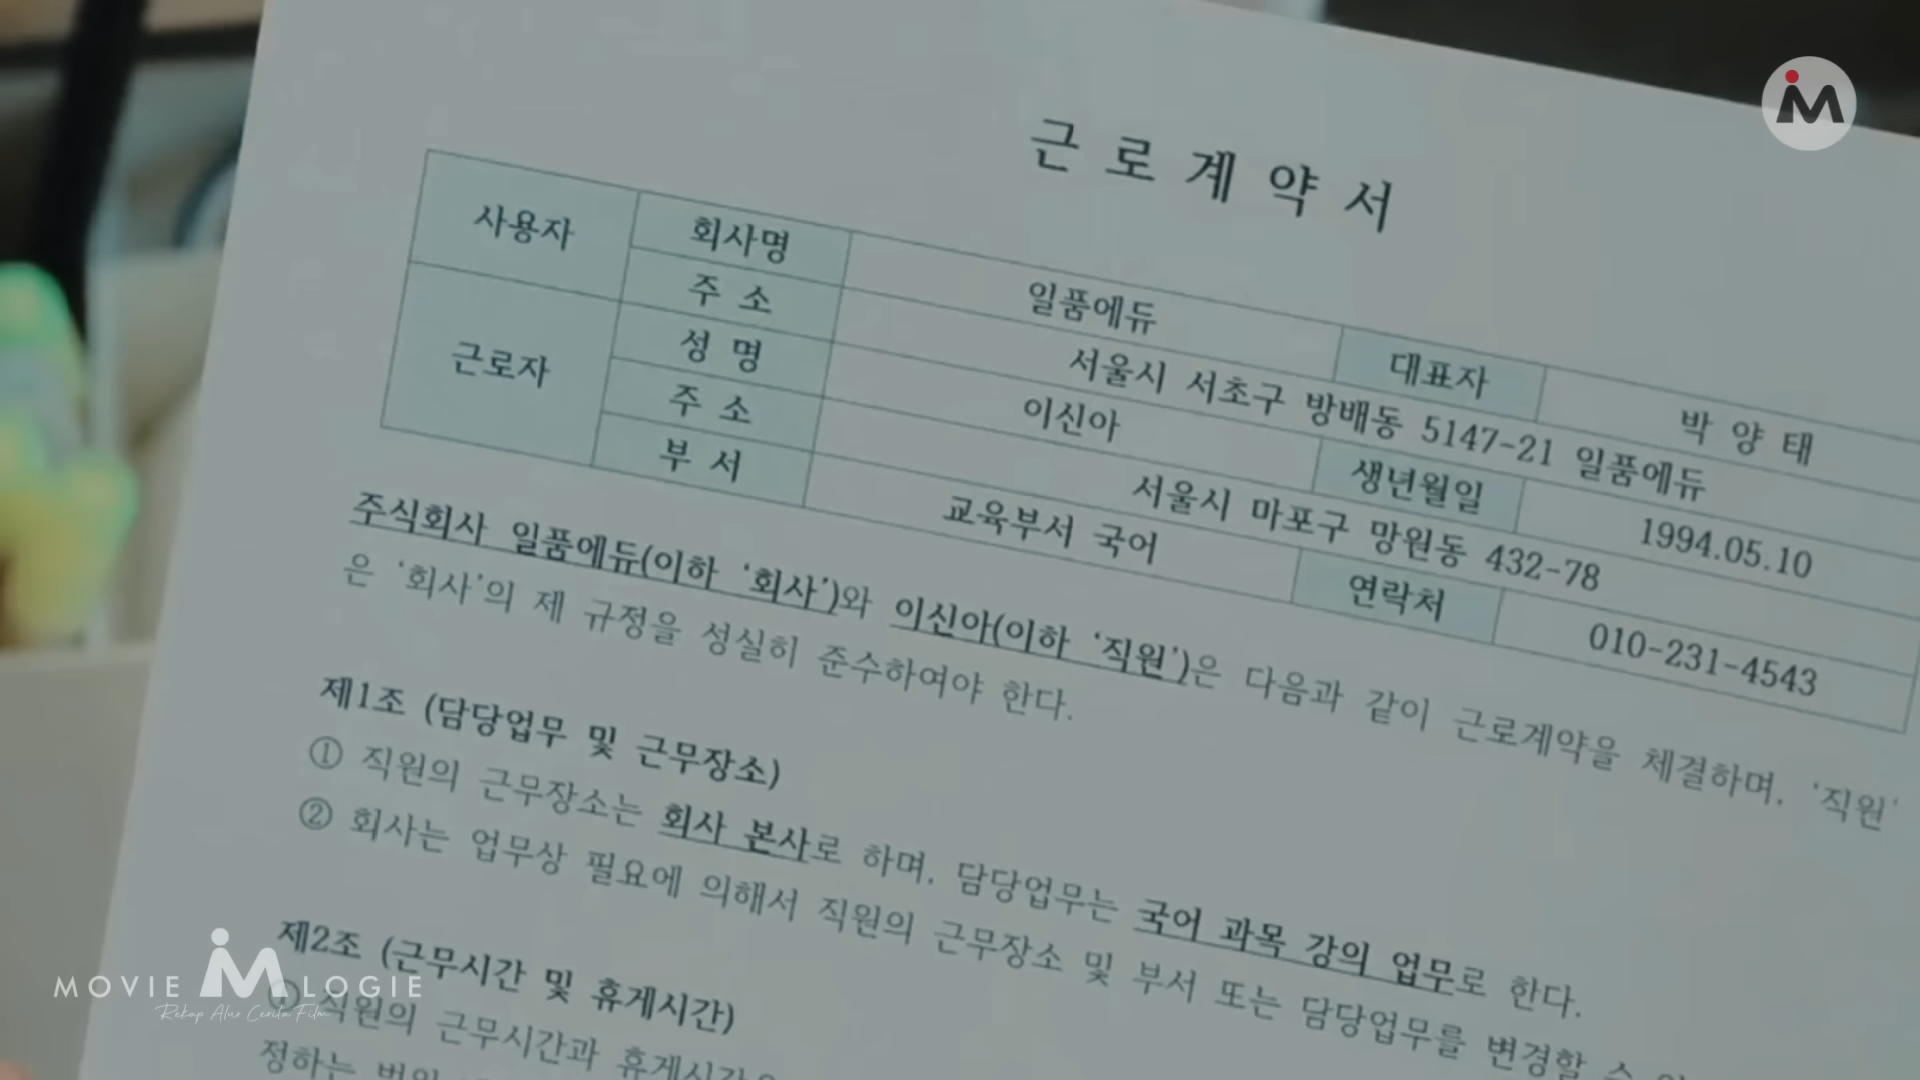 근로계약서
사용자 회사명 일품에듀 대표자 박양태
주소 서울시 서초구 방배동 5147-21 일품에듀
근로자 성명 이신아 생년월일 1994.05.10
주소 서울시 마포구 망원동 432-78
부서 교육부서 국어 연락처 010-231-4543
주식회사 일품에듀(이하 '회사')와 이신아(이하 '직원')은 다음과 같이 근로계약을 체결하며, '직원'
은 '회사'의 제 규정을 성실히 준수하여야 한다.
제1조 (담당업무 및 근무장소)
① 직원의 근무장소는 회사 본사로 하며, 담당업무는 국어 과목 강의 업무로 한다.
② 회사는 업무상 필요에 의해서 직원의 근무장소 및 부서 또는 담당업무를 변경할 수
제2조 (근무시간 및 휴게시간)
① 직원의 근무시간과 휴게시간은
정하는 범위
M
MOVIE M LOGIE
Rekap Alur Cerita Film